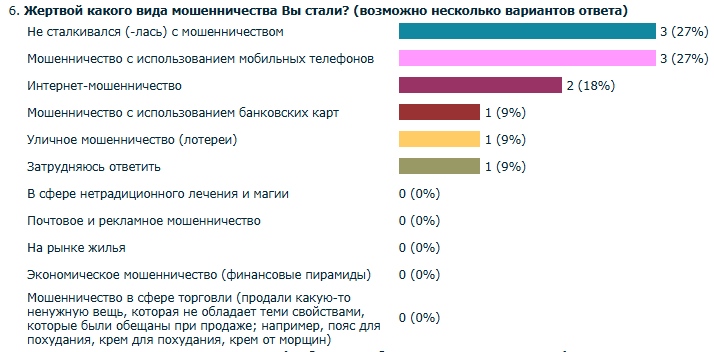 6. Жертвой какого вида мошенничества Вы стали? (возможно несколько вариантов ответа)
Не сталкивался (-лась) с мошенничеством 3 (27%)
Мошенничество с использованием мобильных телефонов 3 (27%)
Интернет-мошенничество 2 (18%)
Мошенничество с использованием банковских карт 1 (9%)
Уличное мошенничество (лотереи) 1 (9%)
Затрудняюсь ответить 1 (9%)
В сфере нетрадиционного лечения и магии 0 (0%)
Почтовое и рекламное мошенничество 0 (0%)
На рынке жилья 0 (0%)
Экономическое мошенничество (финансовые пирамиды) 0 (0%)
Мошенничество в сфере торговли (продали какую-то
ненужную вещь, которая не обладает теми свойствами,
которые были обещаны при продаже; например, пояс для
похудания, крем для похудания, крем от морщин) 0 (0%)